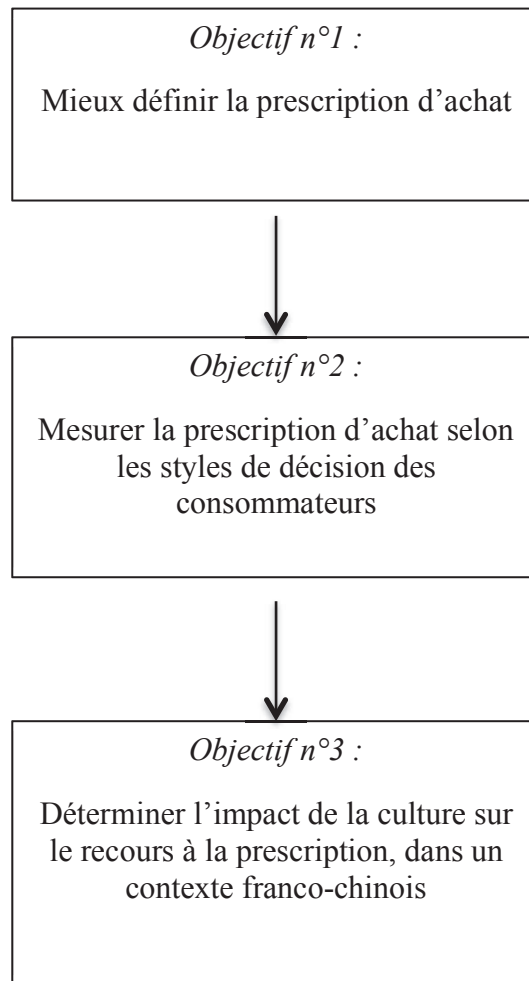 Objectif n°1 :
Mieux définir la prescription d’achat
Objectif n°2 :
Mesurer la prescription d’achat selon
les styles de décision des
consommateurs
Objectif n°3 :
Déterminer l’impact de la culture sur
le recours à la prescription, dans un
contexte franco-chinois